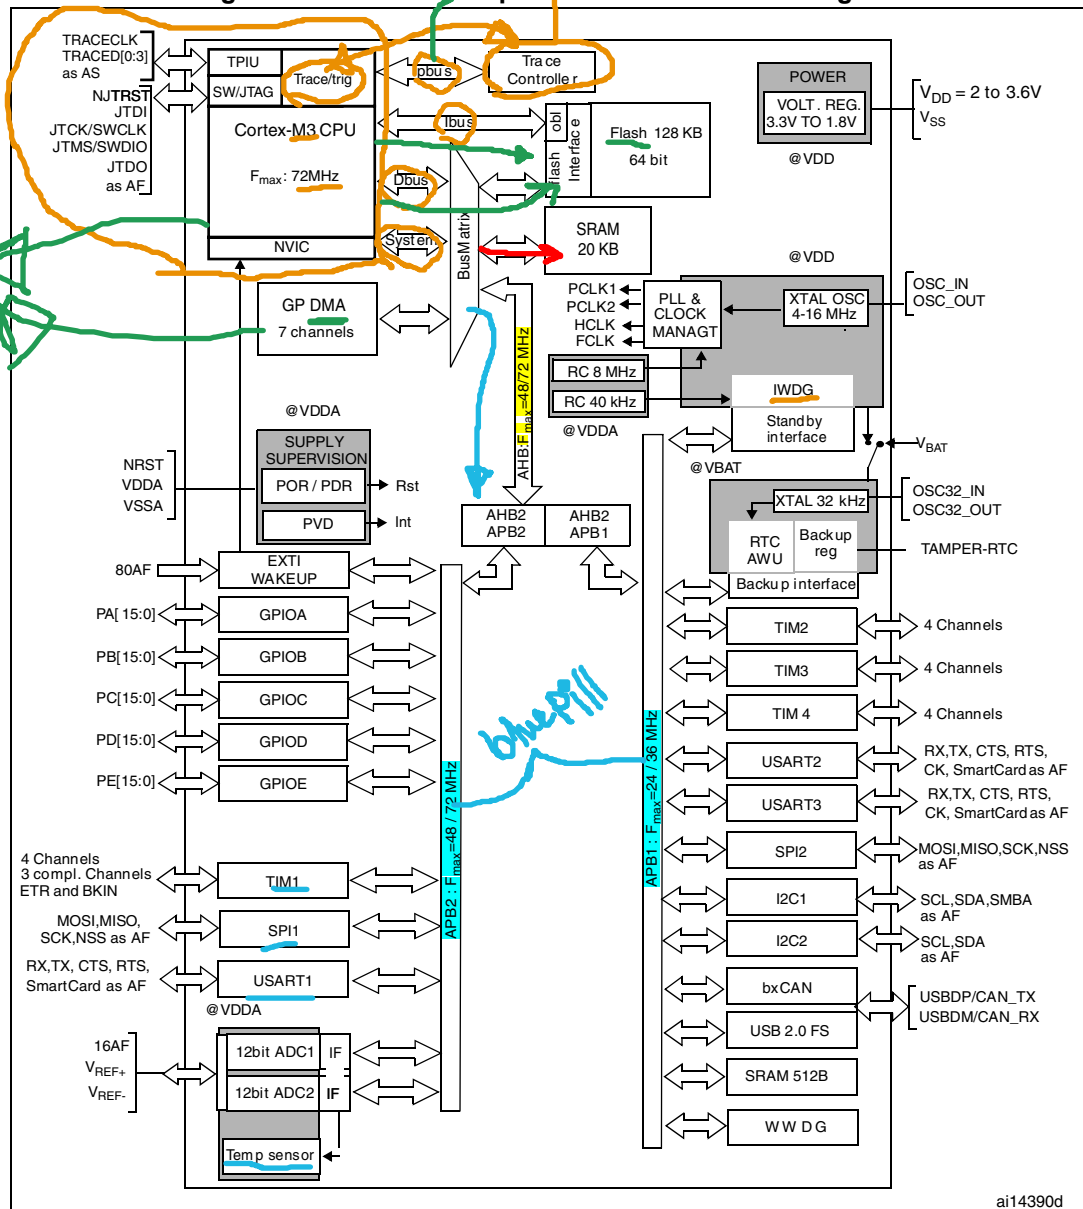 TRACECLK
TRACED[0:3]
as AS
NJTRST
JTDI
JTCK/SWCLK
JTMS/SWDIO
JTDO
as AF
TPIU
SW/JTAG
Trace/trig
Cortex-M3 CPU
Fmax: 72MHz
NVIC
pbus
Trace
Controller
Ibus
Dbus
System
BusMatrix
obl
flash
Interface
Flash 128 KB
64 bit
SRAM
20 KB
POWER
VOLT. REG.
3.3V TO 1.8V
@VDD
VDD = 2 to 3.6V
VSS
GP DMA
7 channels
@VDD
PCLK1
PCLK2
HCLK
FCLK
PLL &
CLOCK
MANAGT
XTAL OSC
4-16 MHz
OSC_IN
OSC_OUT
RC 8 MHz
RC 40 kHz
@VDDA
IWDG
Standby
interface
AHB:Fmax=48/72 MHz
@VBAT
VBAT
@VDDA
SUPPLY
SUPERVISION
NRST
VDDA
VSSA
POR / PDR
Rst
PVD
Int
XTAL 32 kHz
OSC32_IN
OSC32_OUT
RTC
AWU
Backup
reg
TAMPER-RTC
Backup interface
AHB2
APB2
AHB2
APB1
80AF
EXTI
WAKEUP
PA[15:0]
GPIOA
PB[15:0]
GPIOB
PC[15:0]
GPIOC
PD[15:0]
GPIOD
PE[15:0]
GPIOE
bluepill
APB2 : Fmax=48 / 72 MHz
APB1 : Fmax=24 / 36 MHz
TIM2
4 Channels
TIM3
4 Channels
TIM 4
4 Channels
USART2
RX,TX, CTS, RTS,
CK, SmartCard as AF
USART3
RX,TX, CTS, RTS,
CK, SmartCard as AF
SPI2
MOSI,MISO,SCK,NSS
as AF
I2C1
SCL,SDA,SMBA
as AF
I2C2
SCL,SDA
as AF
bxCAN
USB 2.0 FS
USBDP/CAN_TX
USBDM/CAN_RX
SRAM 512B
WWDG
4 Channels
3 compl. Channels
ETR and BKIN
TIM1
MOSI,MISO,
SCK,NSS as AF
SPI1
RX,TX, CTS, RTS,
SmartCard as AF
USART1
@VDDA
16AF
VREF+
VREF-
12bit ADC1
IF
12bit ADC2
IF
Temp sensor
ai14390d